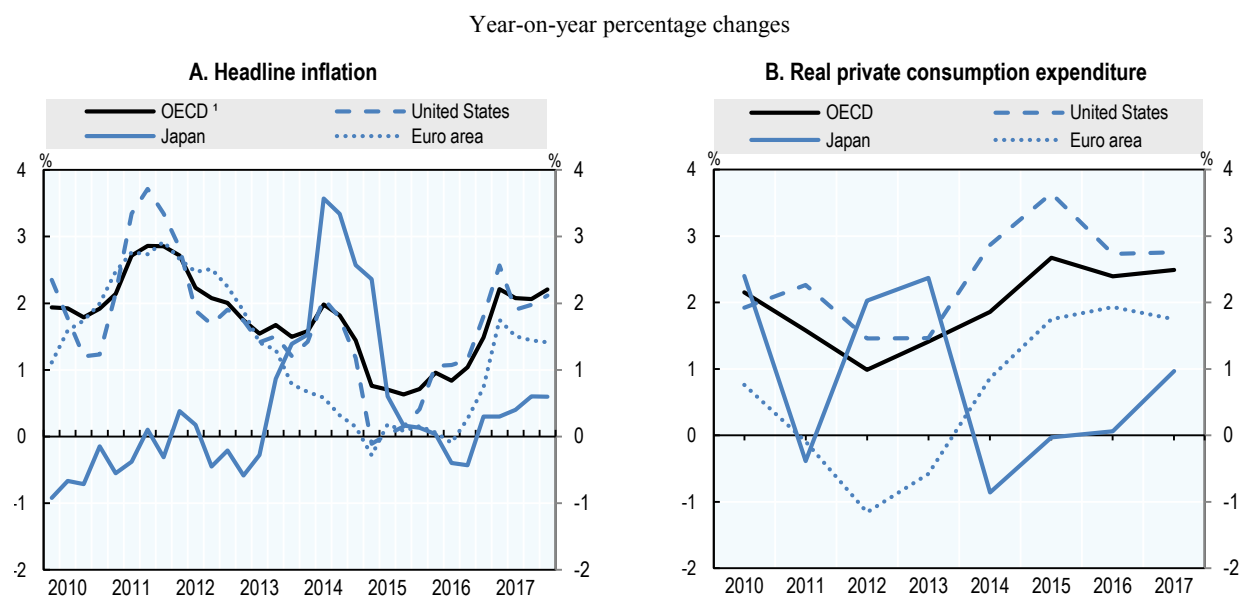 Year-on-year percentage changes
A. Headline inflation
OECD ¹ United States
Japan Euro area
% %
4 4
3 3
2 2
1 1
0 0
-1 -1
-2 -2
2010 2011 2012 2013 2014 2015 2016 2017
B. Real private consumption expenditure
OECD United States
Japan Euro area
% %
4 4
3 3
2 2
1 1
0 0
-1 -1
-2 -2
2010 2011 2012 2013 2014 2015 2016 2017